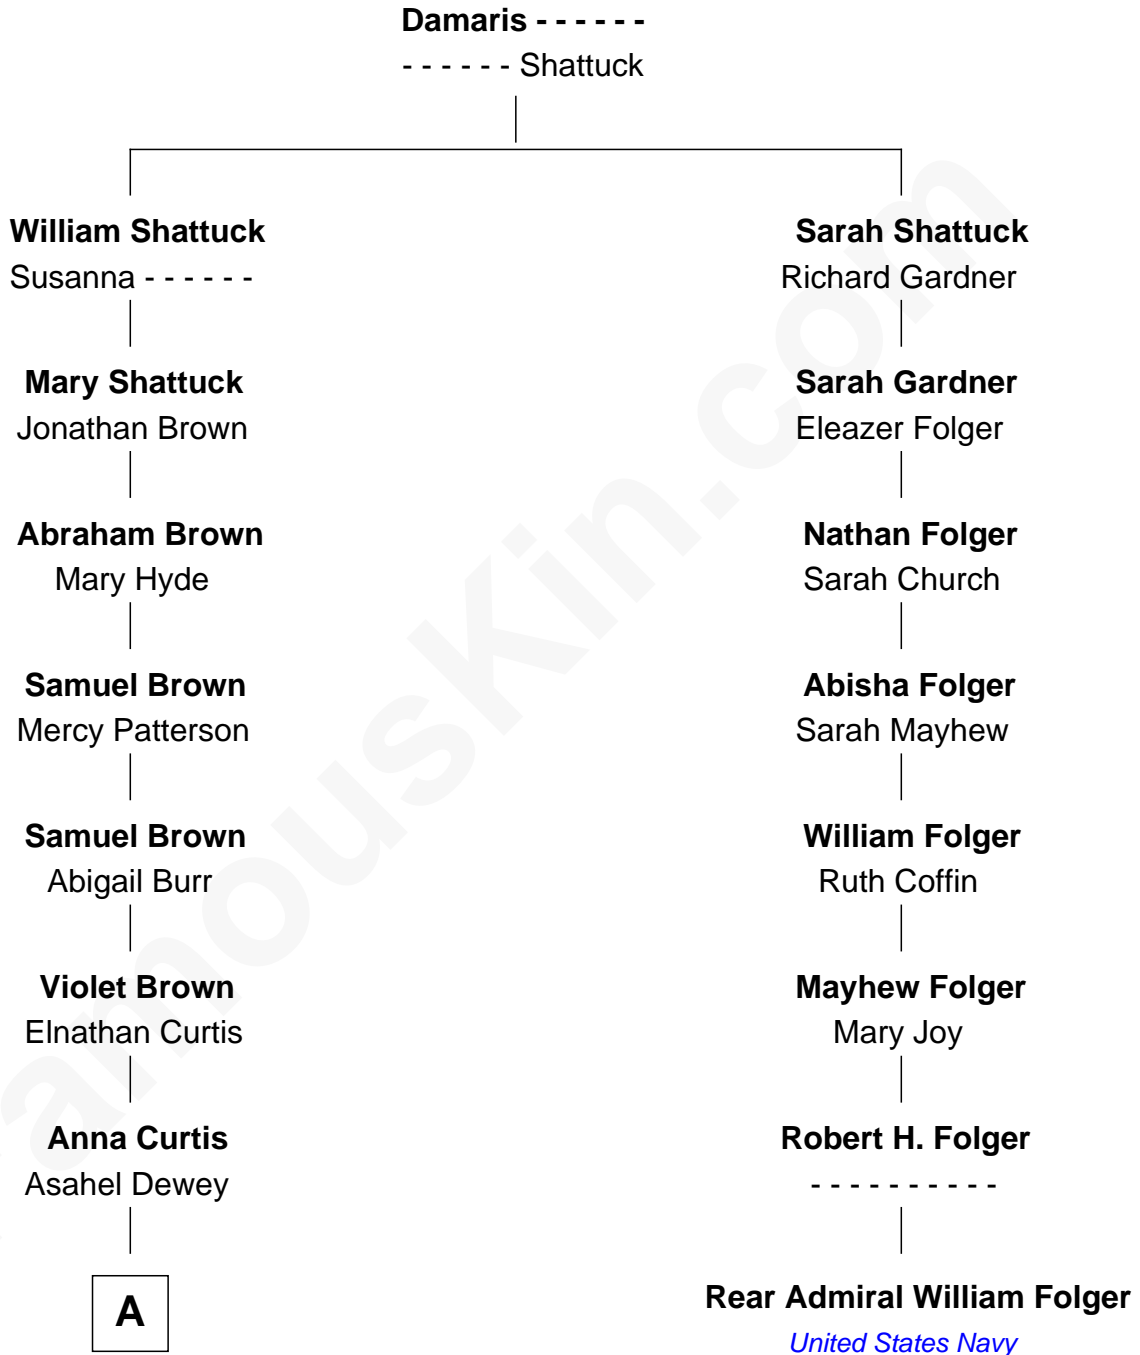 Damaris - - - - - -
- - - - - - Shattuck
William Shattuck
Susanna - - - - - -
Sarah Shattuck
Richard Gardner
Mary Shattuck
Jonathan Brown
Sarah Gardner
Eleazer Folger
Abraham Brown
Mary Hyde
Nathan Folger
Sarah Church
Samuel Brown
Mercy Patterson
Abisha Folger
Sarah Mayhew
Samuel Brown
Abigail Burr
William Folger
Ruth Coffin
Violet Brown
Elnathan Curtis
Mayhew Folger
Mary Joy
Anna Curtis
Asahel Dewey
Robert H. Folger
- - - - - - - - - -
A
Rear Admiral William Folger
United States Navy
famouskin.com